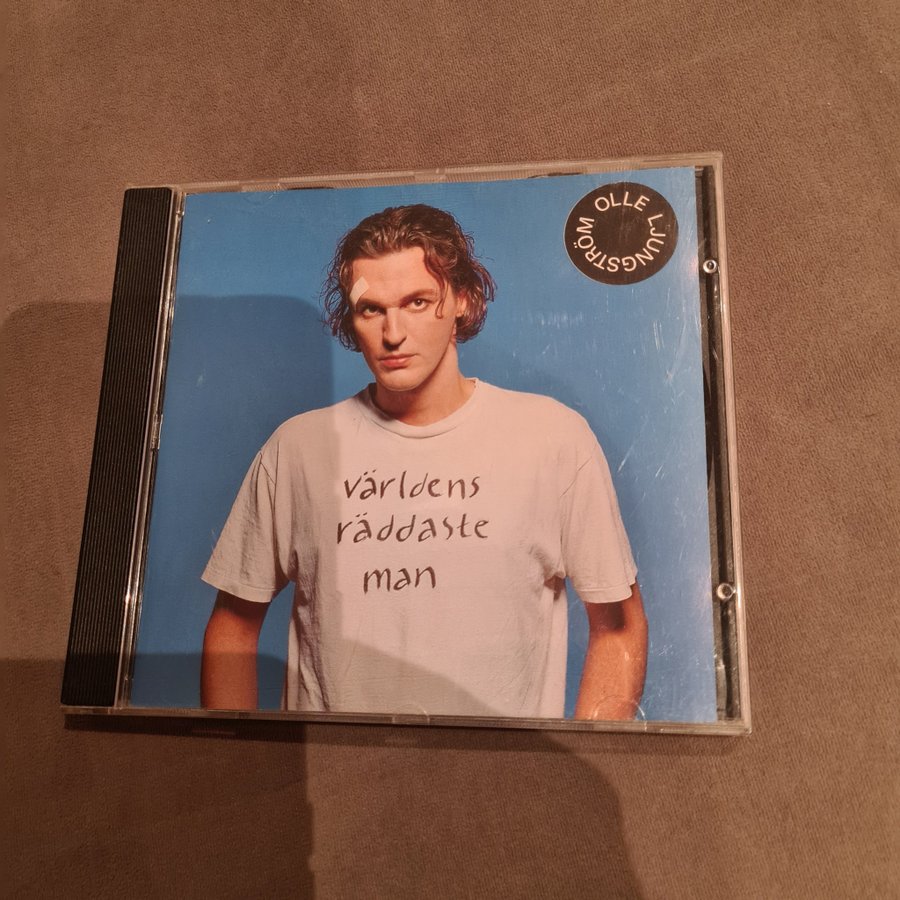 OLLE LJUNGSTRÖM
världens
räddaste
man